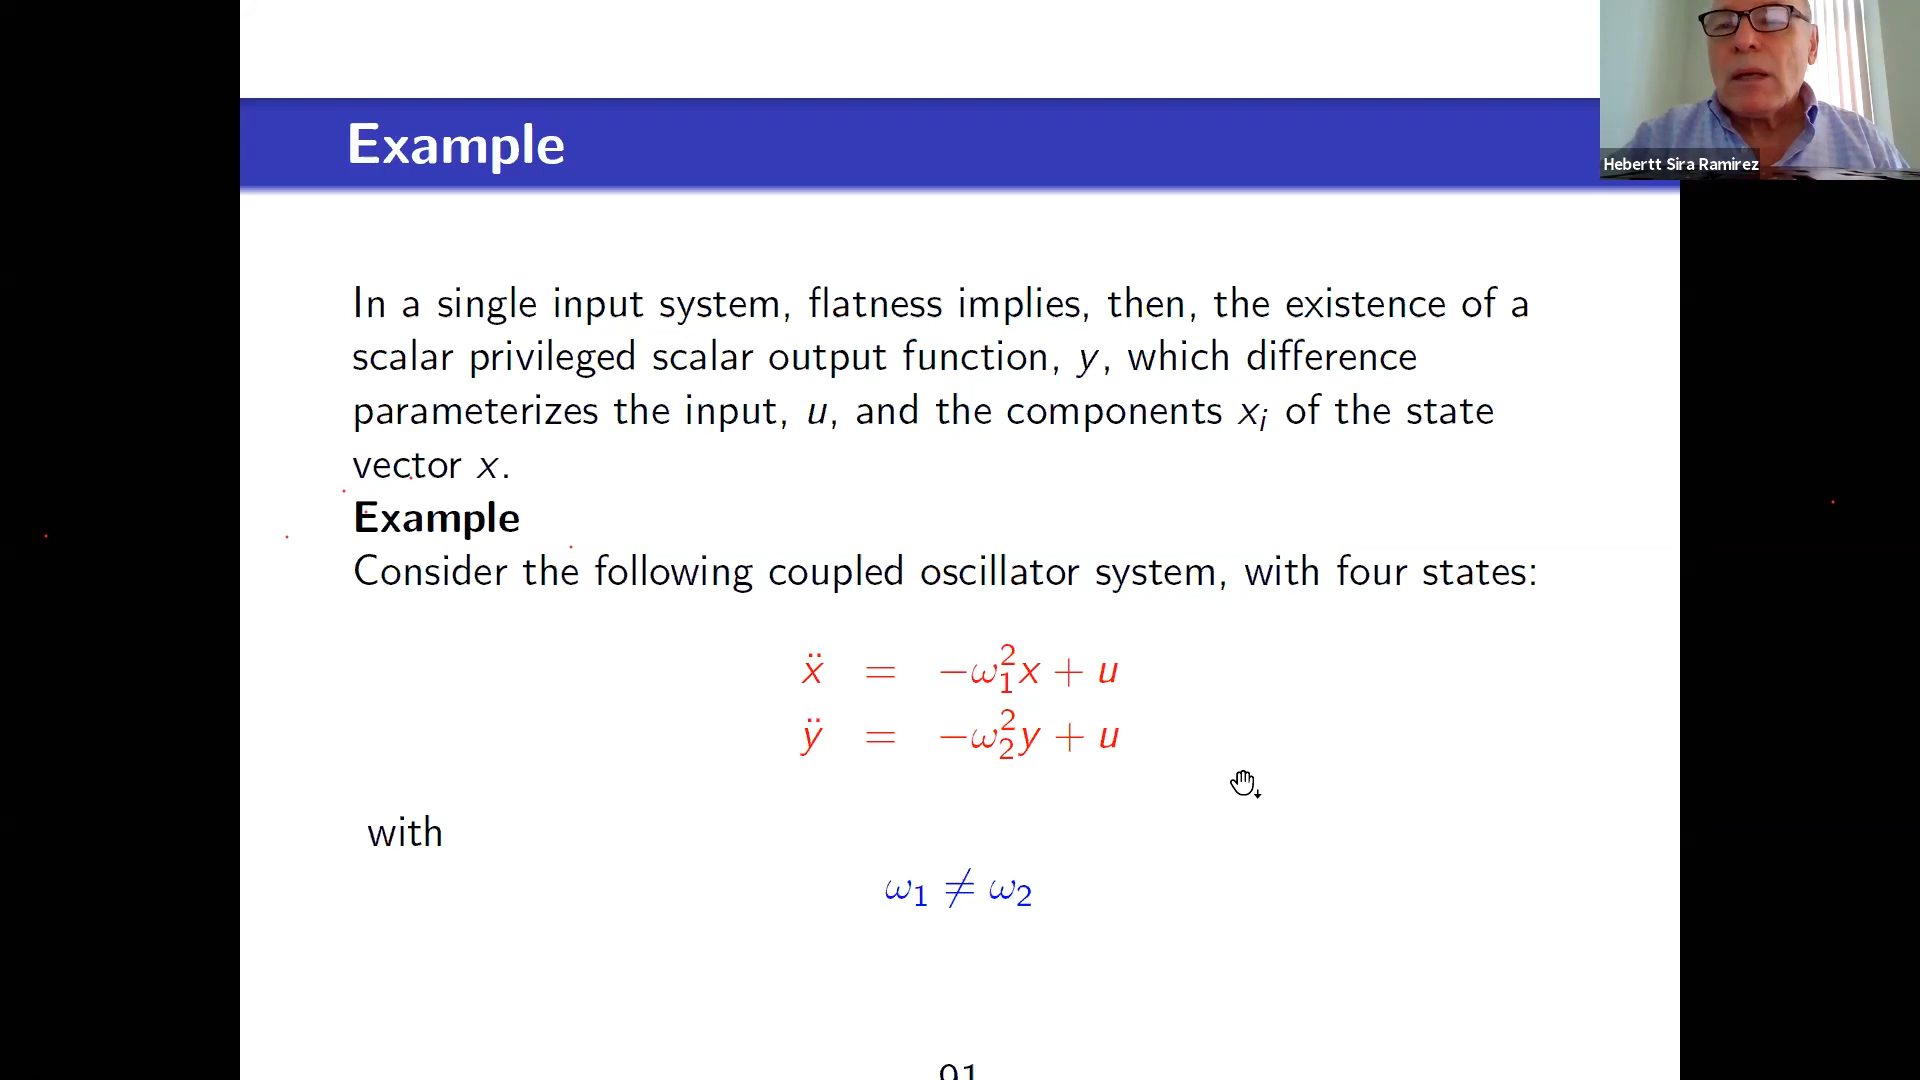 Example
Hebertt Sira Ramirez
In a single input system, flatness implies, then, the existence of a
scalar privileged scalar output function, y, which difference
parameterizes the input, u, and the components xᵢ of the state
vector x.
Example
Consider the following coupled oscillator system, with four states:
ẍ = −ω₁²x + u
ÿ = −ω₂²y + u
with
ω₁ ≠ ω₂